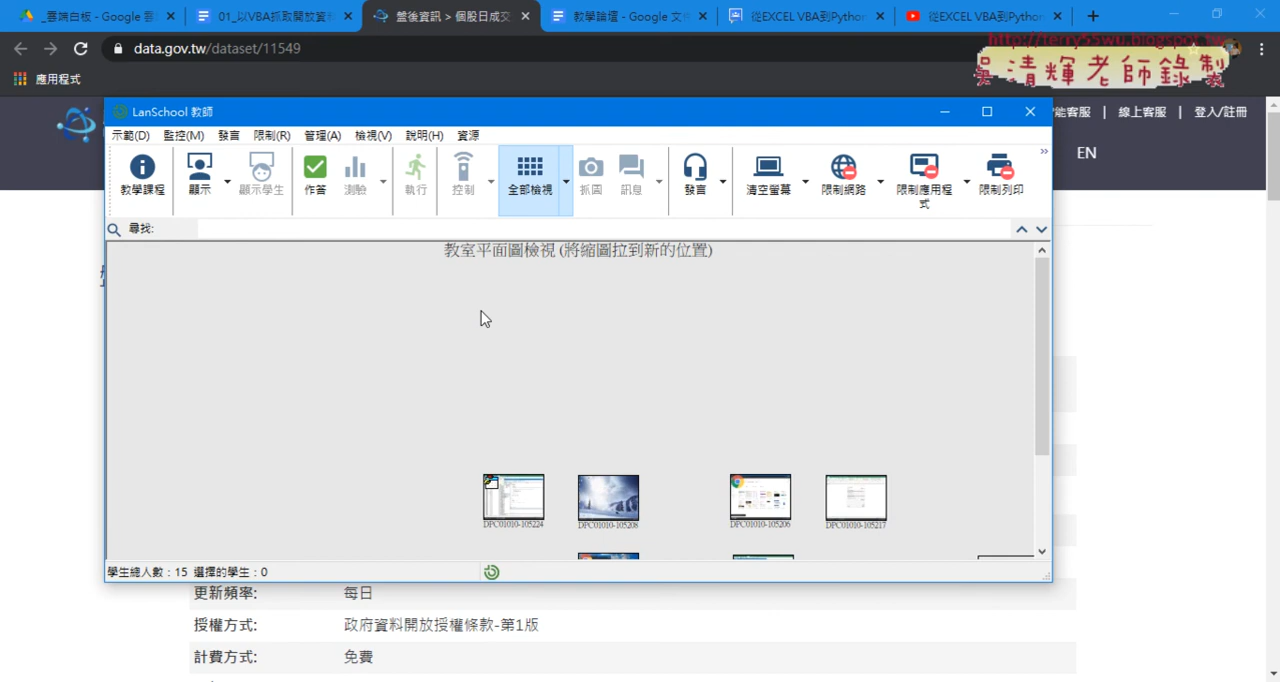 _雲端白板 - Google 雲
01_以VBA抓取開放資料
盤後資訊 > 個股日成交
教學論壇 - Google 文件
從EXCEL VBA到Python
從EXCEL VBA到Python
data.gov.tw/dataset/11549
http://terry55wu.blogspot.tw
吳清輝老師錄製
應用程式
智能客服 | 線上客服 | 登入/註冊
EN
LanSchool 教師
示範(D) 監控(M) 發言 限制(R) 管理(A) 檢視(V) 說明(H) 資源
教學課程 顯示 顯示學生 作答 測驗 執行 控制 全部檢視 抓圖 訊息 發言 清空螢幕 限制網路 限制應用程式 限制列印
尋找:
教室平面圖檢視 (將縮圖拉到新的位置)
DPC01010-105224 DPC01010-105208 DPC01010-105206 DPC01010-105217
學生總人數：15 選擇的學生：0
更新頻率: 每日
授權方式: 政府資料開放授權條款-第1版
計費方式: 免費